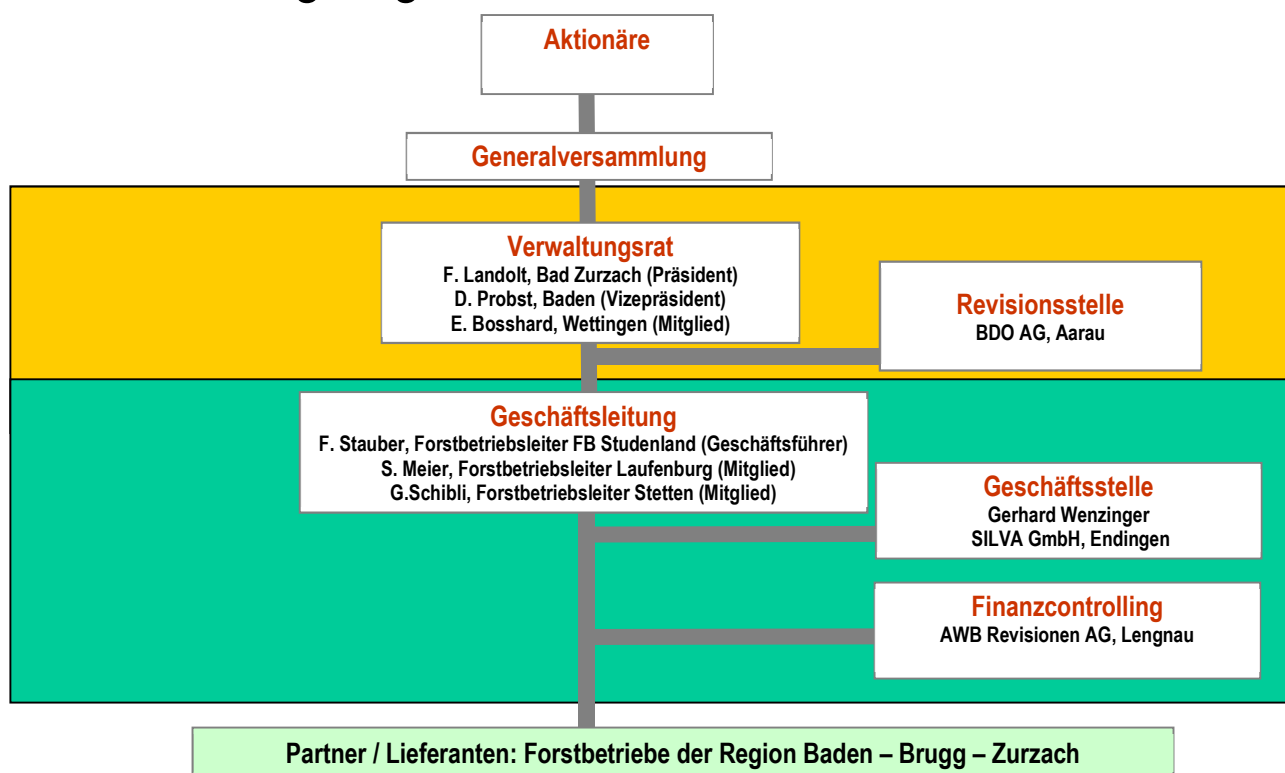 Aktionäre
Generalversammlung
Verwaltungsrat
F. Landolt, Bad Zurzach (Präsident)
D. Probst, Baden (Vizepräsident)
E. Bosshard, Wettingen (Mitglied)
Revisionsstelle
BDO AG, Aarau
Geschäftsleitung
F. Stauber, Forstbetriebsleiter FB Studenland (Geschäftsführer)
S. Meier, Forstbetriebsleiter Laufenburg (Mitglied)
G.Schibli, Forstbetriebsleiter Stetten (Mitglied)
Geschäftsstelle
Gerhard Wenzinger
SILVA GmbH, Endingen
Finanzcontrolling
AWB Revisionen AG, Lengnau
Partner / Lieferanten: Forstbetriebe der Region Baden – Brugg – Zurzach